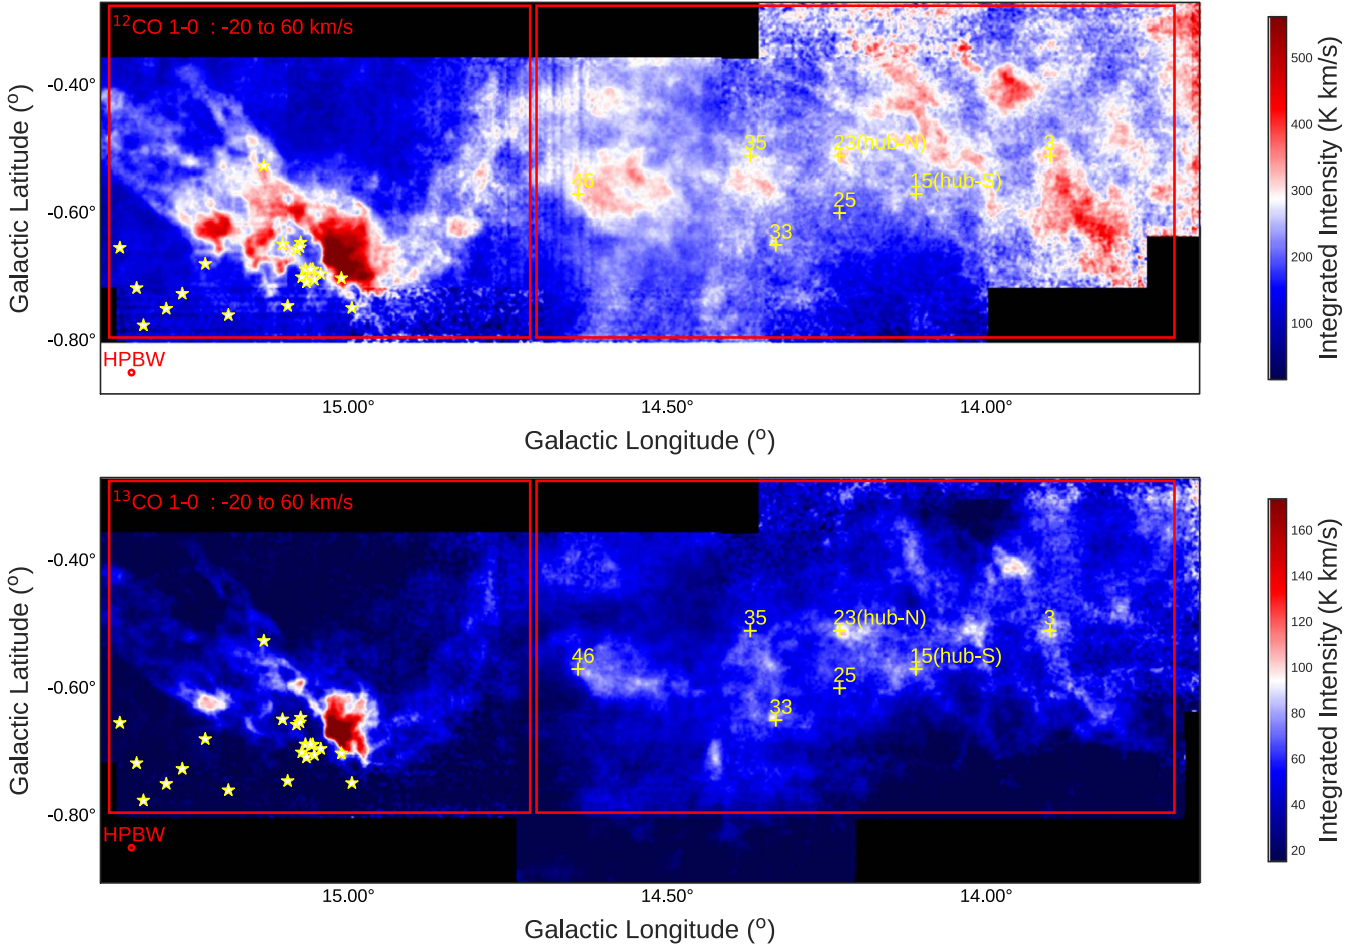 ¹²CO 1-0 : -20 to 60 km/s
-0.40°
-0.60°
-0.80°
Galactic Latitude (°)
35
23(hub-N)
3
46
15(hub-S)
25
33
HPBW
15.00°
14.50°
14.00°
Galactic Longitude (°)
500
400
300
200
100
Integrated Intensity (K km/s)
¹³CO 1-0 : -20 to 60 km/s
-0.40°
-0.60°
-0.80°
Galactic Latitude (°)
35
23(hub-N)
3
46
15(hub-S)
25
33
HPBW
15.00°
14.50°
14.00°
Galactic Longitude (°)
160
140
120
100
80
60
40
20
Integrated Intensity (K km/s)